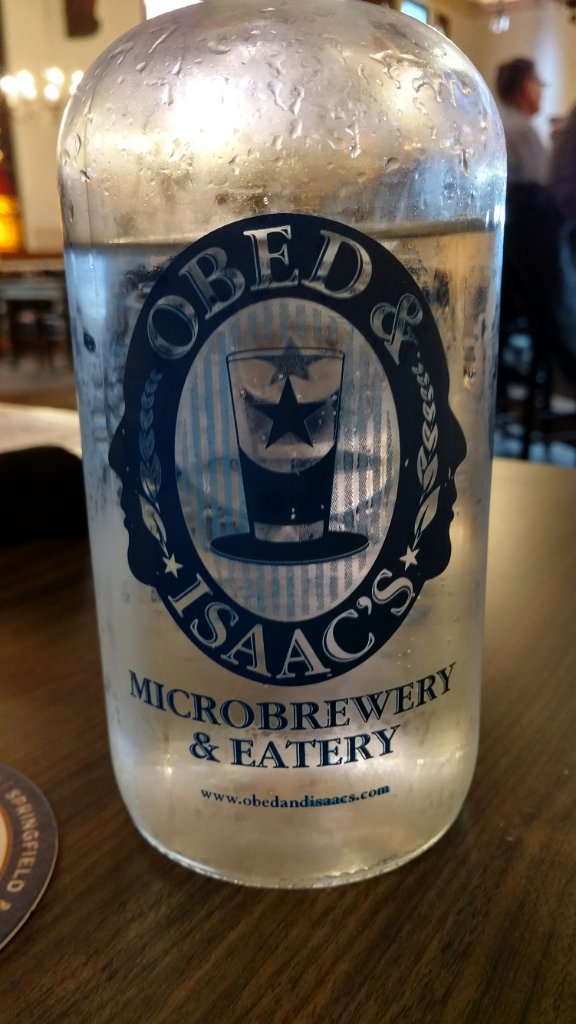 OBED &
ISAAC'S
MICROBREWERY
& EATERY
www.obedandisaacs.com
SPRINGFIELD &